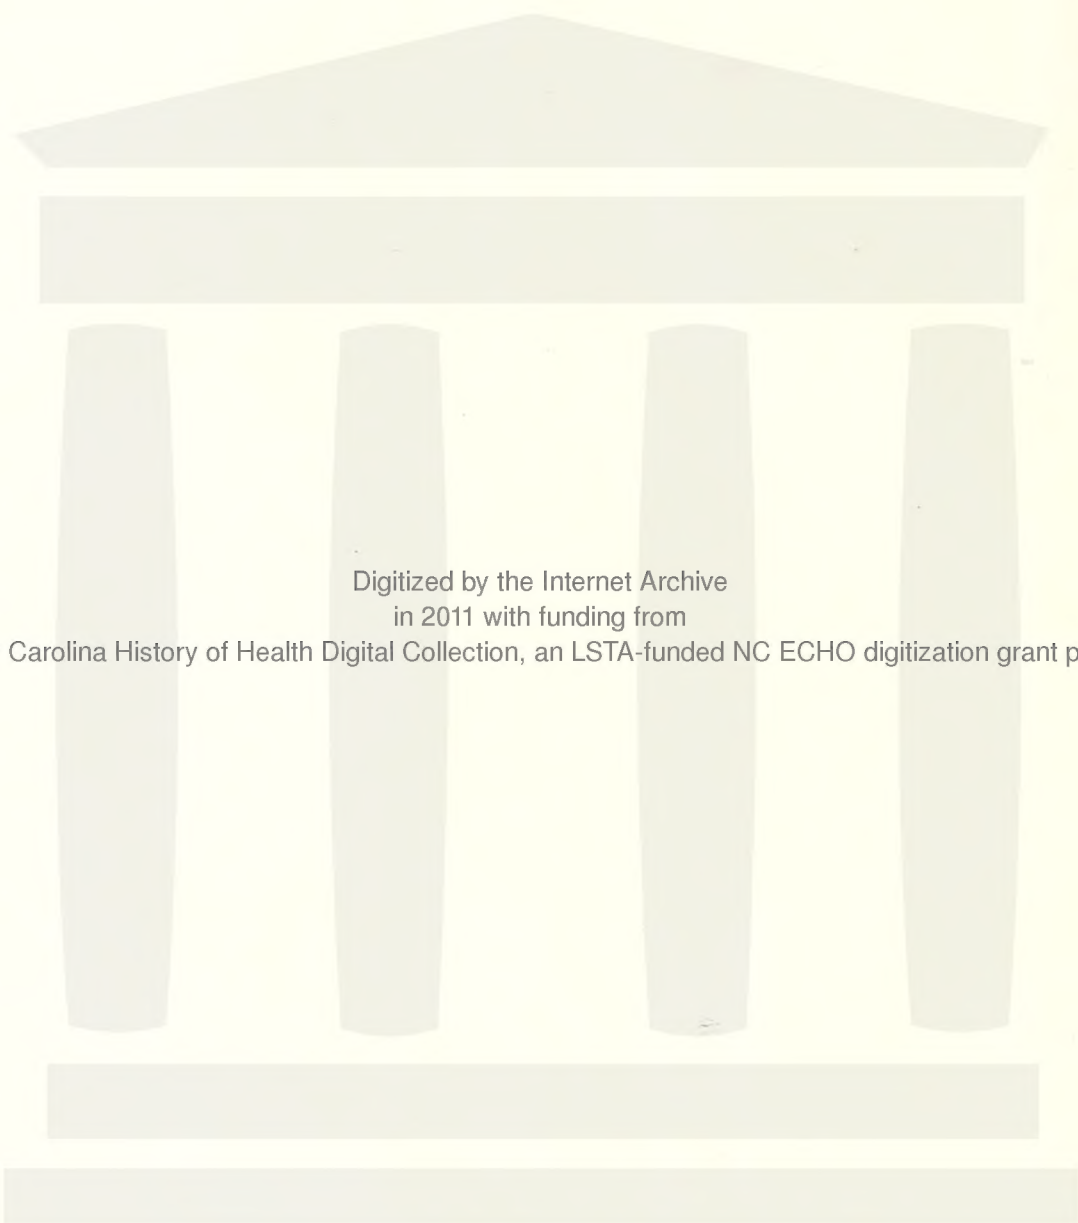 Digitized by the Internet Archive
in 2011 with funding from
Carolina History of Health Digital Collection, an LSTA-funded NC ECHO digitization grant p